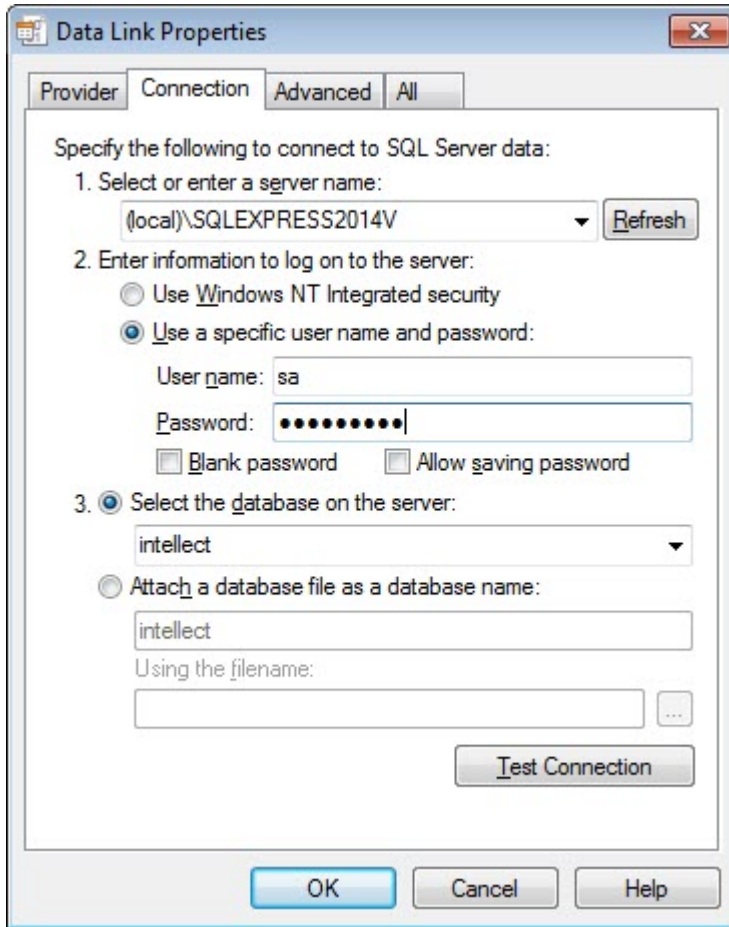 Data Link Properties
Provider Connection Advanced All
Specify the following to connect to SQL Server data:
1. Select or enter a server name:
(local)\SQLEXPRESS2014V Refresh
2. Enter information to log on to the server:
Use Windows NT Integrated security
Use a specific user name and password:
User name: sa
Password: •••••••••
Blank password Allow saving password
3. Select the database on the server:
intellect
Attach a database file as a database name:
intellect
Using the filename:
...
Test Connection
OK Cancel Help